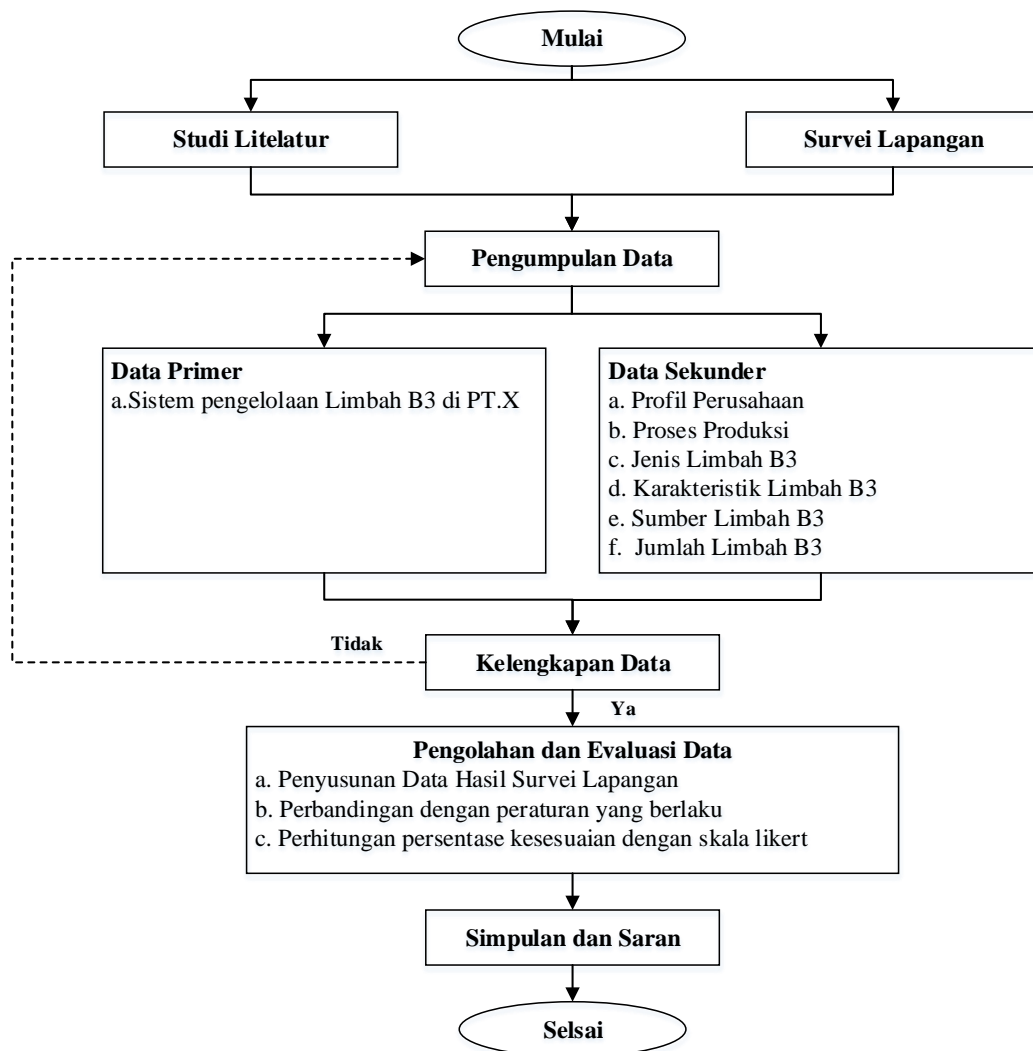 Mulai
Studi Litelatur
Survei Lapangan
Pengumpulan Data
Data Primer
a.Sistem pengelolaan Limbah B3 di PT.X
Data Sekunder
a. Profil Perusahaan
b. Proses Produksi
c. Jenis Limbah B3
d. Karakteristik Limbah B3
e. Sumber Limbah B3
f. Jumlah Limbah B3
Tidak
Kelengkapan Data
Ya
Pengolahan dan Evaluasi Data
a. Penyusunan Data Hasil Survei Lapangan
b. Perbandingan dengan peraturan yang berlaku
c. Perhitungan persentase kesesuaian dengan skala likert
Simpulan dan Saran
Selsai